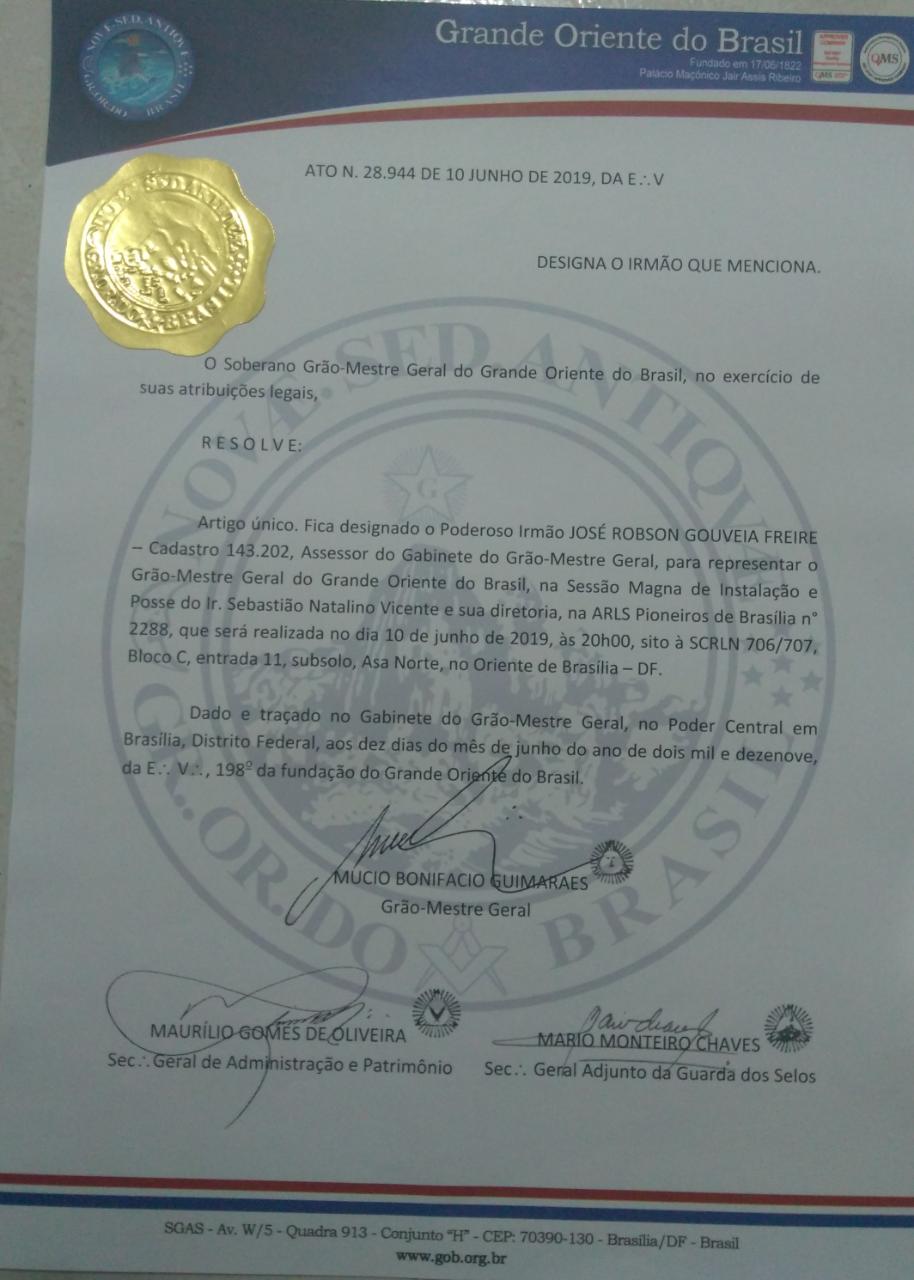 Grande Oriente do Brasil
Fundado em 17/06/1822
Palácio Maçônico Jair Assis Ribeiro
QMS
NOVÆ.SED.ANTIQVÆ
GR.OR.DO BRASIL
ATO N. 28.944 DE 10 JUNHO DE 2019, DA E∴V
DESIGNA O IRMÃO QUE MENCIONA.
O Soberano Grão-Mestre Geral do Grande Oriente do Brasil, no exercício de
suas atribuições legais,
R E S O L V E:
Artigo único. Fica designado o Poderoso Irmão JOSÉ ROBSON GOUVEIA FREIRE
– Cadastro 143.202, Assessor do Gabinete do Grão-Mestre Geral, para representar o
Grão-Mestre Geral do Grande Oriente do Brasil, na Sessão Magna de Instalação e
Posse do Ir. Sebastião Natalino Vicente e sua diretoria, na ARLS Pioneiros de Brasília n°
2288, que será realizada no dia 10 de junho de 2019, às 20h00, sito à SCRLN 706/707,
Bloco C, entrada 11, subsolo, Asa Norte, no Oriente de Brasília – DF.
Dado e traçado no Gabinete do Grão-Mestre Geral, no Poder Central em
Brasília, Distrito Federal, aos dez dias do mês de junho do ano de dois mil e dezenove,
da E∴ V∴, 198º da fundação do Grande Oriente do Brasil.
MUCIO BONIFACIO GUIMARAES
Grão-Mestre Geral
MAURÍLIO GOMES DE OLIVEIRA
Sec∴ Geral de Administração e Patrimônio
MARIO MONTEIRO CHAVES
Sec∴ Geral Adjunto da Guarda dos Selos
SGAS - Av. W/5 - Quadra 913 - Conjunto “H” - CEP: 70390-130 - Brasília/DF - Brasil
www.gob.org.br